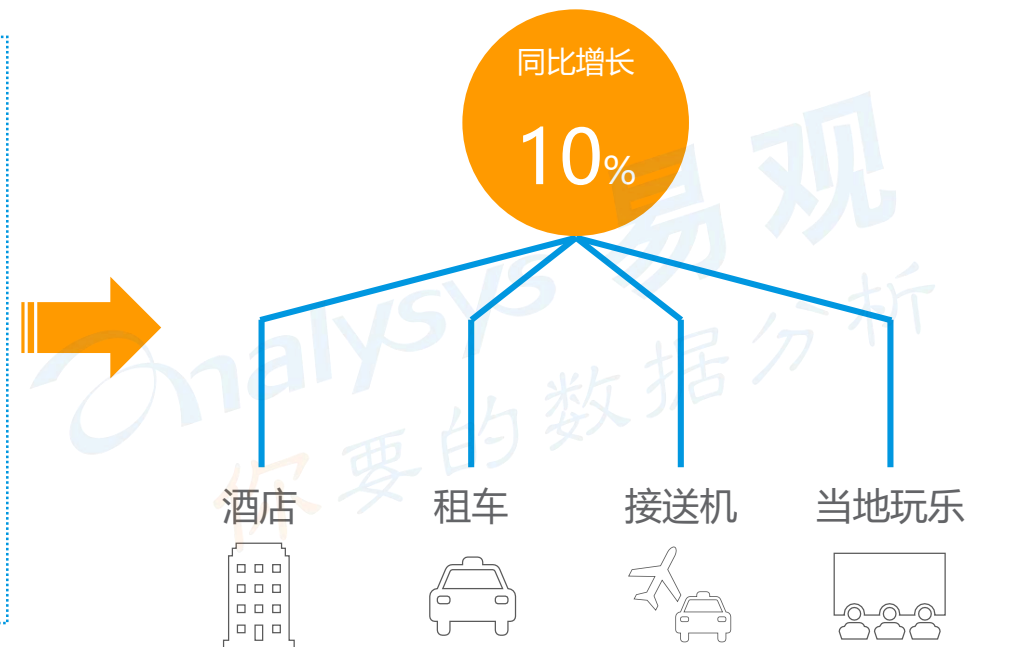 同比增长
10%
酒店
租车
接送机
当地玩乐
analysys 易观
你要的数据分析